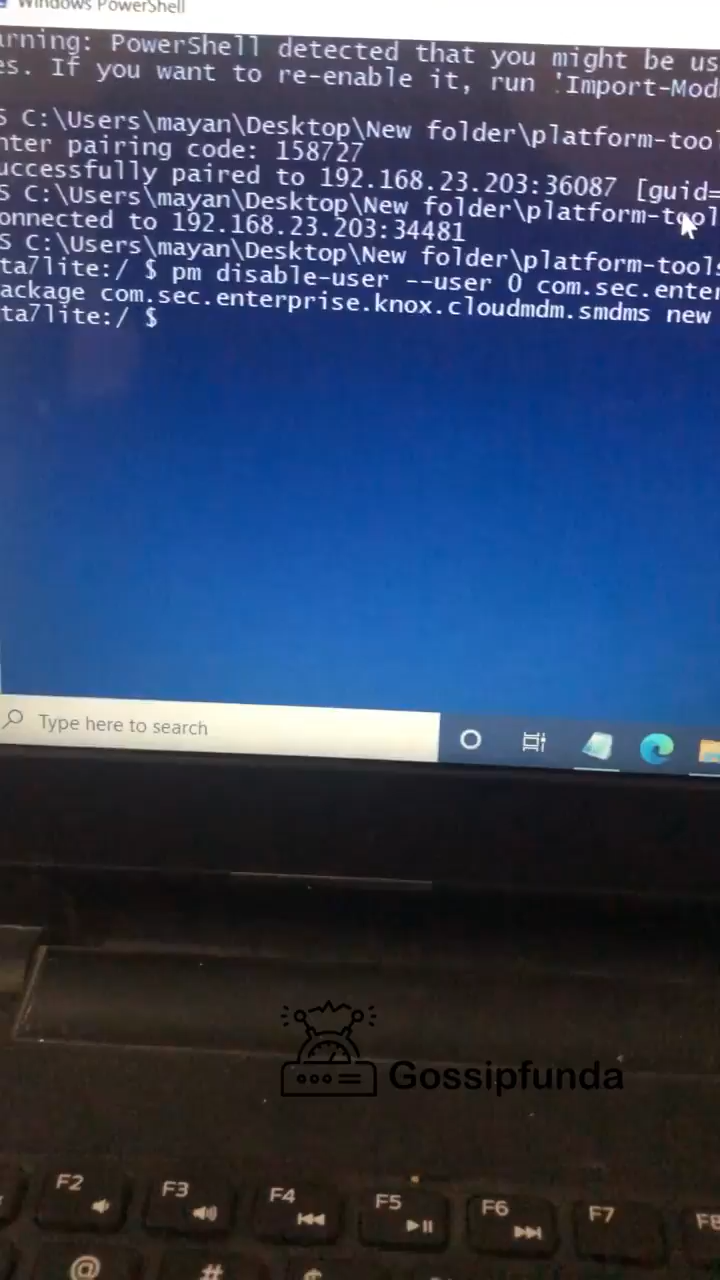 Windows PowerShell
arning: PowerShell detected that you might be us
es. If you want to re-enable it, run 'Import-Mod
S C:\Users\mayan\Desktop\New folder\platform-tool
nter pairing code: 158727
uccessfully paired to 192.168.23.203:36087 [guid=
S C:\Users\mayan\Desktop\New folder\platform-tool
onnected to 192.168.23.203:34481
S C:\Users\mayan\Desktop\New folder\platform-tools
ta7lite:/ $ pm disable-user --user 0 com.sec.enter
ackage com.sec.enterprise.knox.cloudmdm.smdms new
ta7lite:/ $
Type here to search
Gossipfunda
F2 F3 F4 F5 F6 F7 F8
@ #